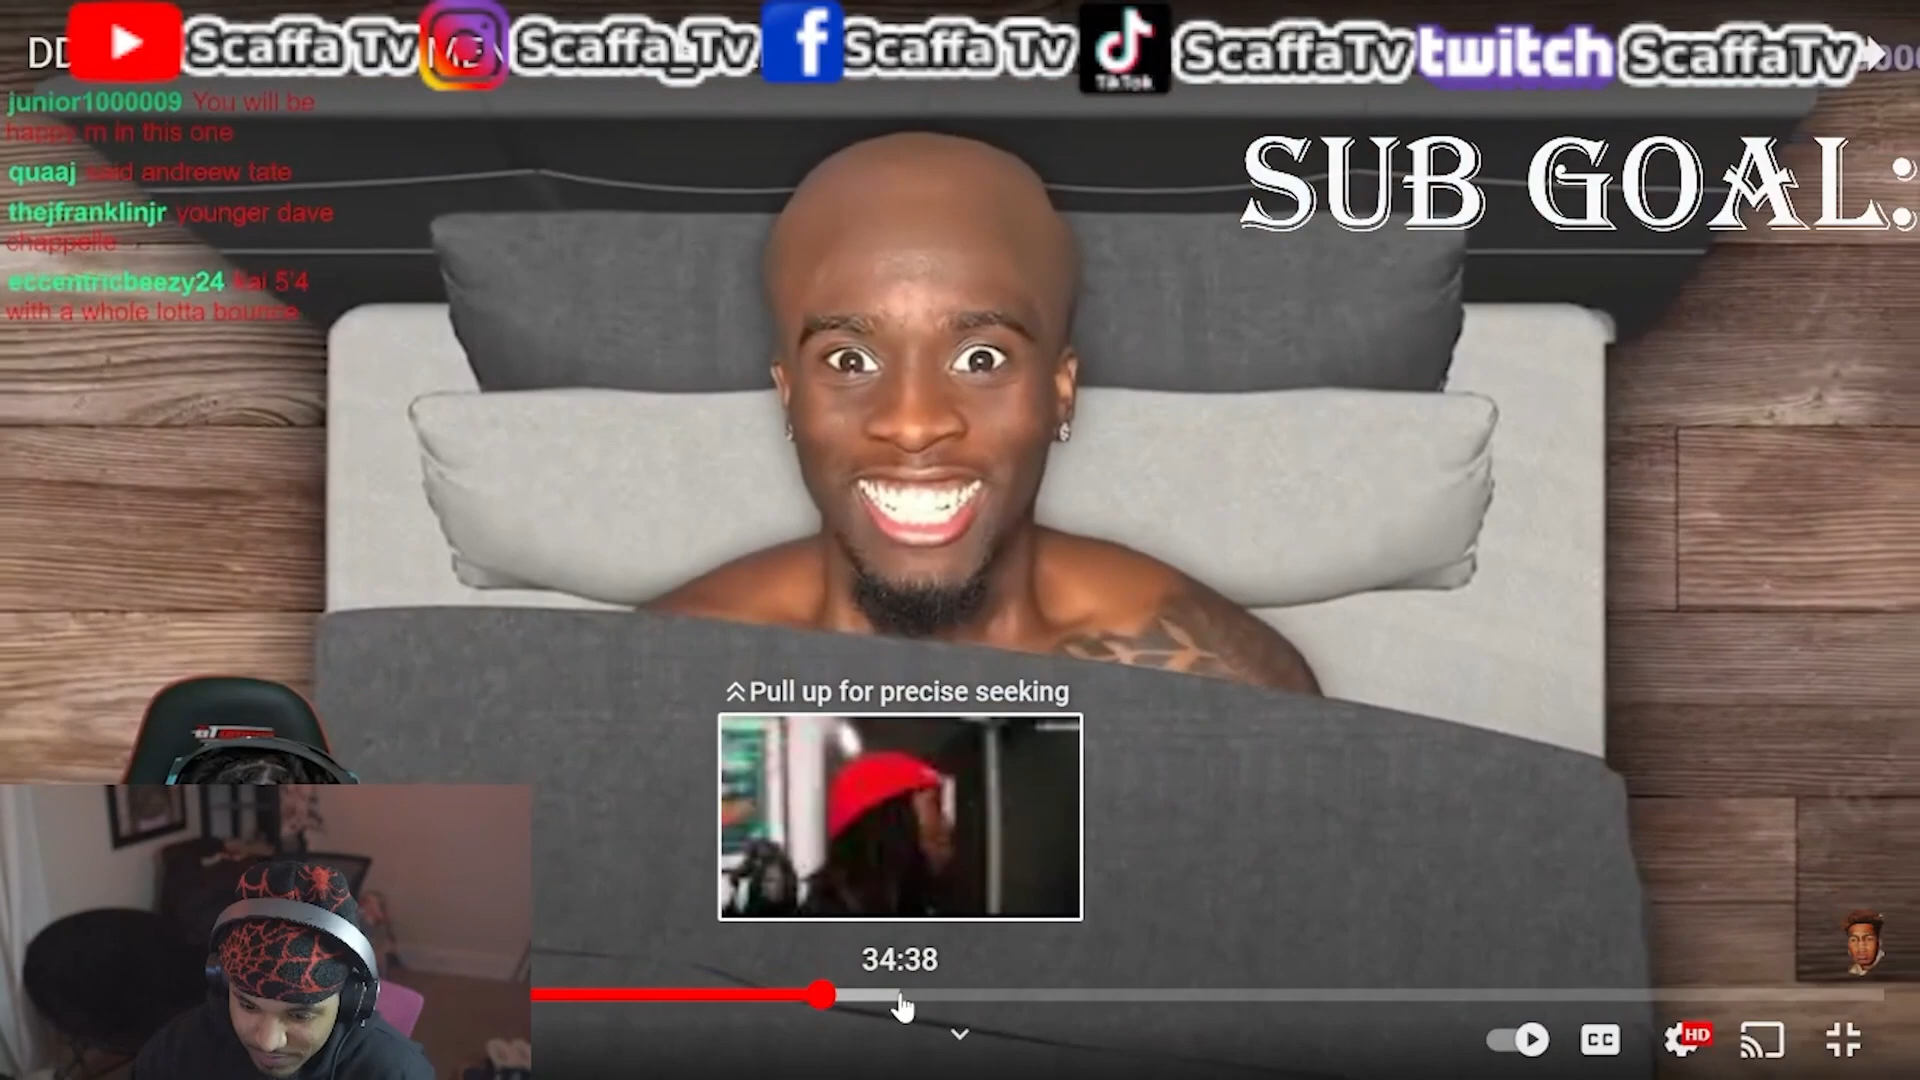 DD
Scaffa Tv
Scaffa_Tv
Scaffa Tv
TikTok
ScaffaTv
twitch
ScaffaTv
junior1000009 You will be
happy m in this one
quaaj said andreew tate
thejfranklinjr younger dave
chappelle
eccentricbeezy24 kai 5'4
with a whole lotta bounce
SUB GOAL:
Pull up for precise seeking
34:38
CC
HD